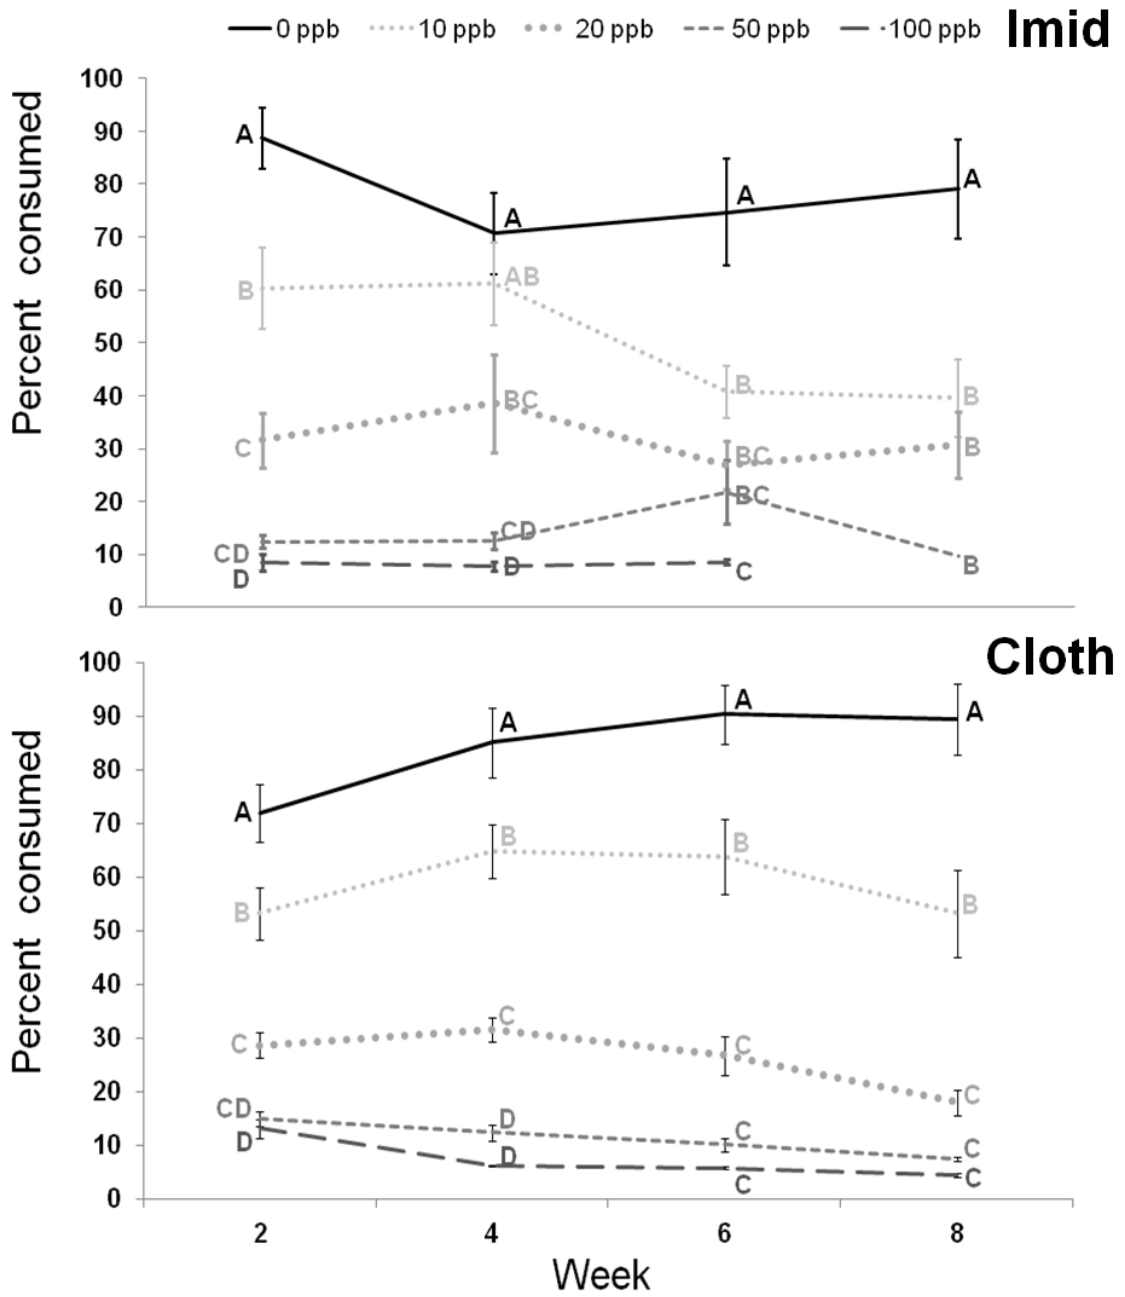 0 ppb 10 ppb 20 ppb 50 ppb 100 ppb Imid
Percent consumed
100
90
80
70
60
50
40
30
20
10
0
A A A A
B AB B B
C BC BC B
CD CD BC B
D D C
Cloth
Percent consumed
100
90
80
70
60
50
40
30
20
10
0
A A A A
B B B B
C C C C
CD D C C
D D C C
2 4 6 8
Week